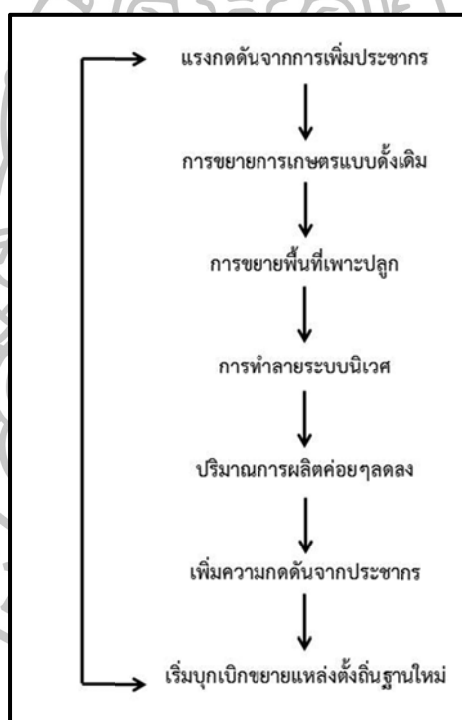 แรงกดดันจากการเพิ่มประชากร
การขยายการเกษตรแบบดั้งเดิม
การขยายพื้นที่เพาะปลูก
การทำลายระบบนิเวศ
ปริมาณการผลิตค่อยๆลดลง
เพิ่มความกดดันจากประชากร
เริ่มบุกเบิกขยายแหล่งตั้งถิ่นฐานใหม่